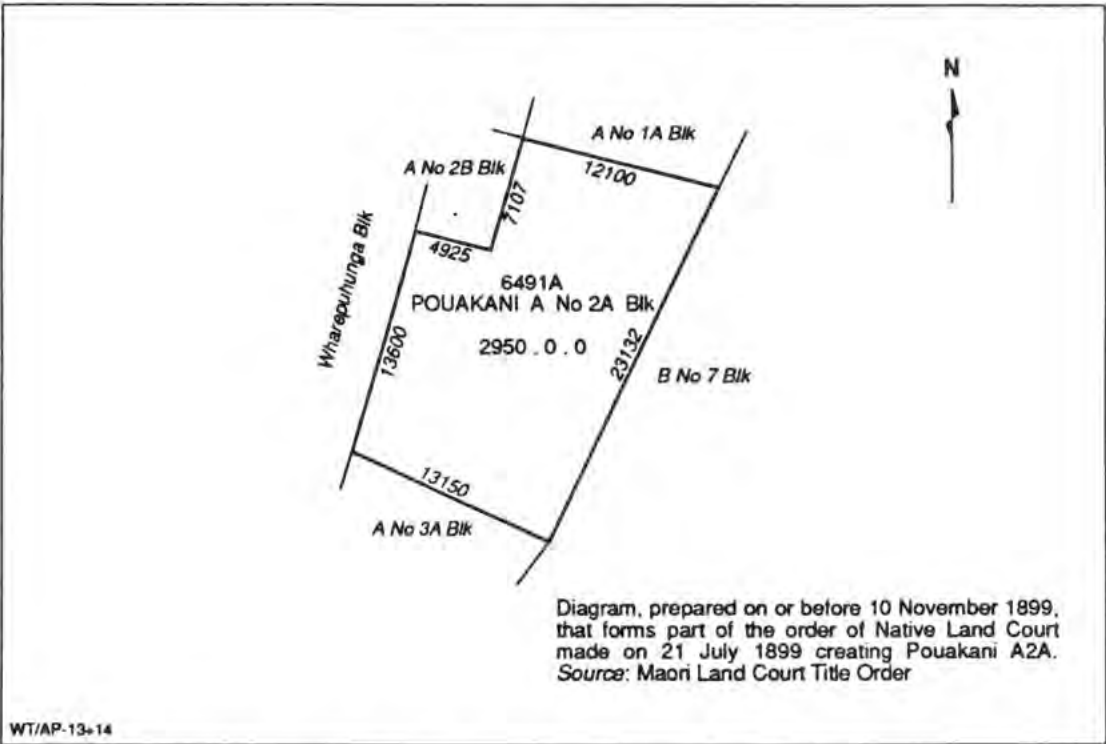 N
A No 1A Blk
12100
A No 2B Blk
7107
4925
Wharepuhunga Blk
6491A
POUAKANI A No 2A Blk
2950 . 0 . 0
13600
23132
B No 7 Blk
13150
A No 3A Blk
Diagram, prepared on or before 10 November 1899,
that forms part of the order of Native Land Court
made on 21 July 1899 creating Pouakani A2A.
Source: Maori Land Court Title Order
WT/AP-13+14